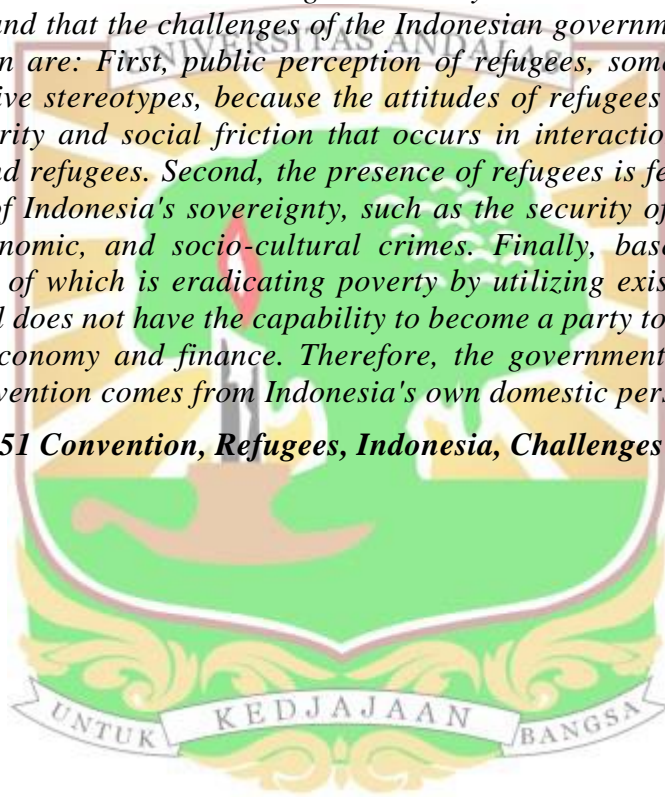 und that the challenges of the Indonesian governm
UNIVERSITAS ANDALAS
n are: First, public perception of refugees, some
ive stereotypes, because the attitudes of refugees
rity and social friction that occurs in interactio
nd refugees. Second, the presence of refugees is fe
of Indonesia's sovereignty, such as the security of
nomic, and socio-cultural crimes. Finally, bas
of which is eradicating poverty by utilizing exis
l does not have the capability to become a party to
conomy and finance. Therefore, the government
vention comes from Indonesia's own domestic pers
51 Convention, Refugees, Indonesia, Challenges
UNTUK KEDJAJAAN BANGSA